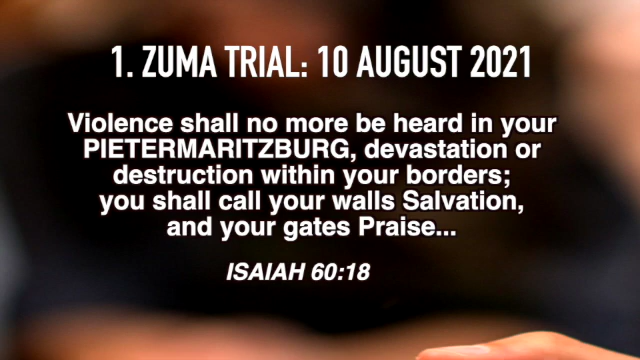 1. ZUMA TRIAL: 10 AUGUST 2021
Violence shall no more be heard in your
PIETERMARITZBURG, devastation or
destruction within your borders;
you shall call your walls Salvation,
and your gates Praise...
ISAIAH 60:18